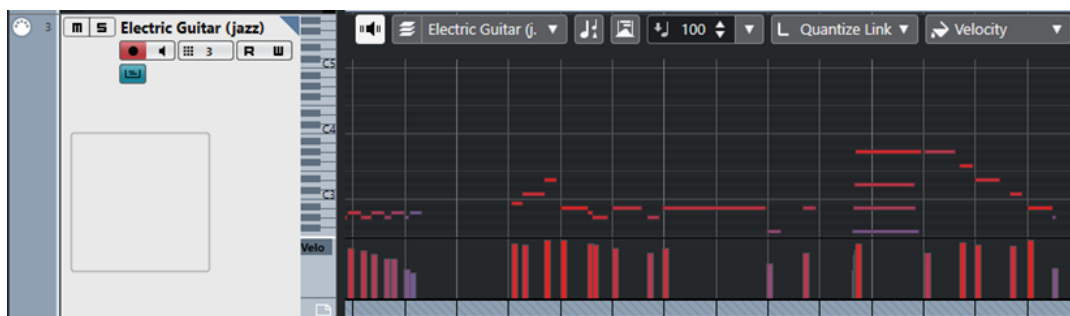 3
m S Electric Guitar (jazz)
3 R W
Electric Guitar (j. 100 L Quantize Link Velocity
C5
C4
C3
Velo